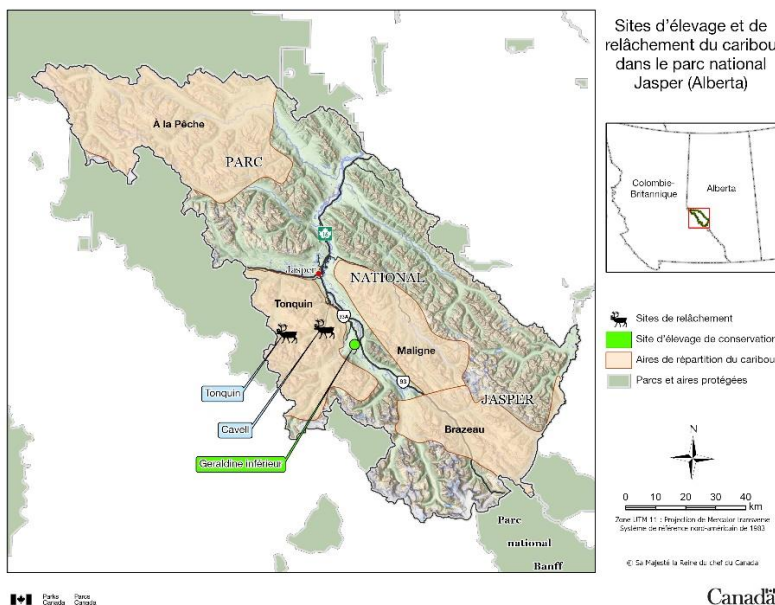 Sites d'élevage et de
relâchement du caribou
dans le parc national
Jasper (Alberta)
À la Pêche
PARC
16
Jasper
NATIONAL
Tonquin
93A
Maligne
Tonquin
93
JASPER
Cavell
Brazeau
Géraldine inférieur
Parc
national
Banff
Colombie-
Britannique
Alberta
Sites de relâchement
Site d'élevage de conservation
Aires de répartition du caribou
Parcs et aires protégées
N
0 10 20 30 40
km
Zone UTM 11 : Projection de Mercator transverse
Système de référence nord-américain de 1983
© Sa Majesté la Reine du chef du Canada
Parks Canada
Parcs Canada
Canada